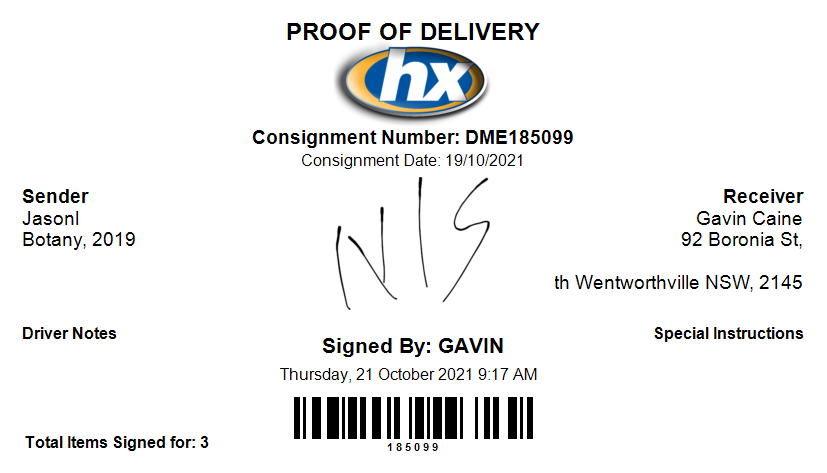 PROOF OF DELIVERY
hx
Consignment Number: DME185099
Consignment Date: 19/10/2021
Sender
JasonI
Botany, 2019
Receiver
Gavin Caine
92 Boronia St,
th Wentworthville NSW, 2145
NIS
Driver Notes
Special Instructions
Signed By: GAVIN
Thursday, 21 October 2021 9:17 AM
185099
Total Items Signed for: 3